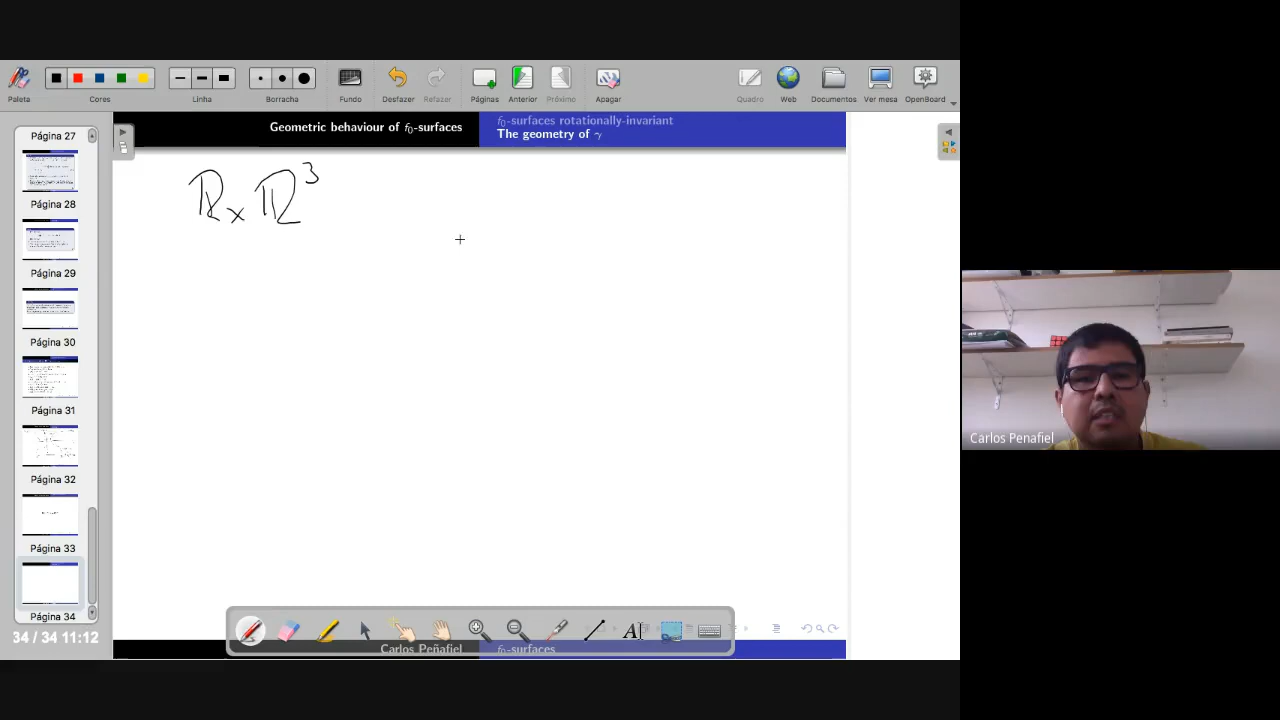 Paleta
Cores
Linha
Borracha
Fundo
Desfazer
Refazer
Páginas
Anterior
Próximo
Apagar
Quadro
Web
Documentos
Ver mesa
OpenBoard
Página 27
Página 28
Página 29
Página 30
Página 31
Página 32
Página 33
Página 34
34 / 34 11:12
Geometric behaviour of f₀-surfaces
f₀-surfaces rotationally-invariant
The geometry of γ
ℝ × ℝ³
Carlos Peñafiel
f₀-surfaces
Carlos Penafiel